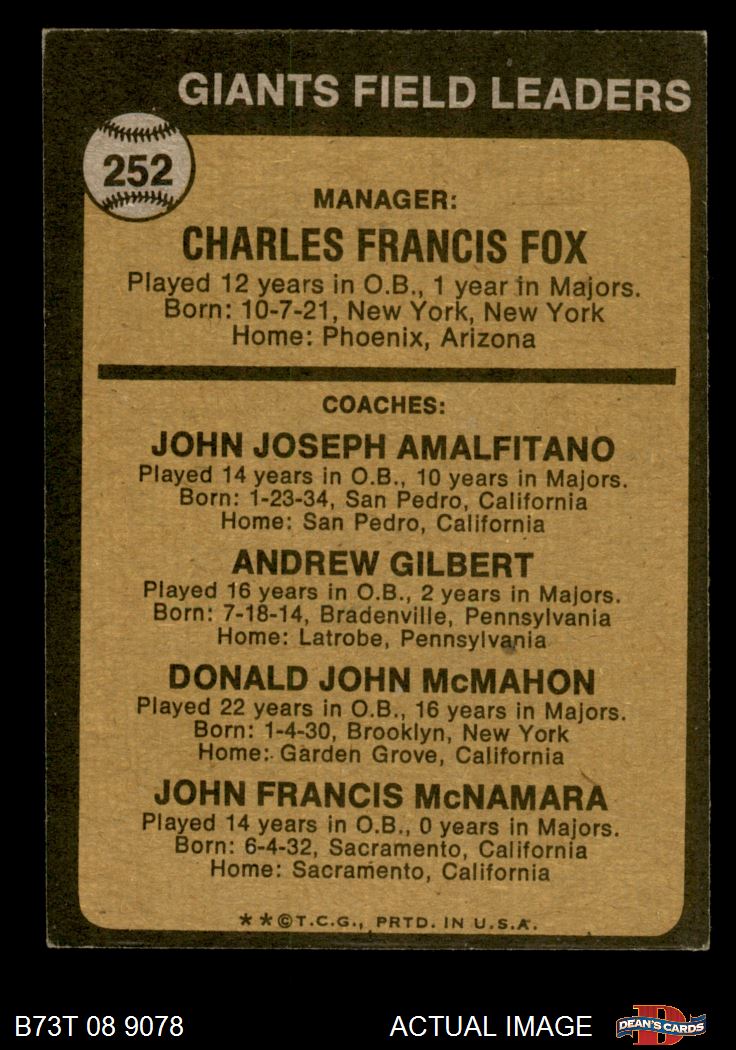 GIANTS FIELD LEADERS
252
MANAGER:
CHARLES FRANCIS FOX
Played 12 years in O.B., 1 year in Majors.
Born: 10-7-21, New York, New York
Home: Phoenix, Arizona
COACHES:
JOHN JOSEPH AMALFITANO
Played 14 years in O.B., 10 years in Majors.
Born: 1-23-34, San Pedro, California
Home: San Pedro, California
ANDREW GILBERT
Played 16 years in O.B., 2 years in Majors.
Born: 7-18-14, Bradenville, Pennsylvania
Home: Latrobe, Pennsylvania
DONALD JOHN McMAHON
Played 22 years in O.B., 16 years in Majors.
Born: 1-4-30, Brooklyn, New York
Home: Garden Grove, California
JOHN FRANCIS McNAMARA
Played 14 years in O.B., 0 years in Majors.
Born: 6-4-32, Sacramento, California
Home: Sacramento, California
* * © T.C.G., PRTD. IN U.S.A.
B73T 08 9078 ACTUAL IMAGE D DEAN'S CARDS